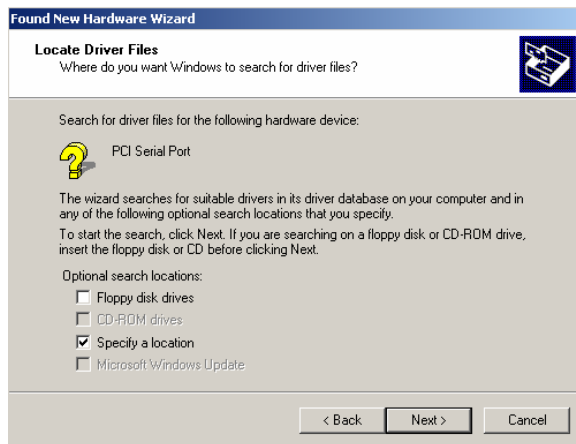 Found New Hardware Wizard
Locate Driver Files
Where do you want Windows to search for driver files?
Search for driver files for the following hardware device:
PCI Serial Port
The wizard searches for suitable drivers in its driver database on your computer and in
any of the following optional search locations that you specify.
To start the search, click Next. If you are searching on a floppy disk or CD-ROM drive,
insert the floppy disk or CD before clicking Next.
Optional search locations:
Floppy disk drives
CD-ROM drives
Specify a location
Microsoft Windows Update
< Back Next > Cancel